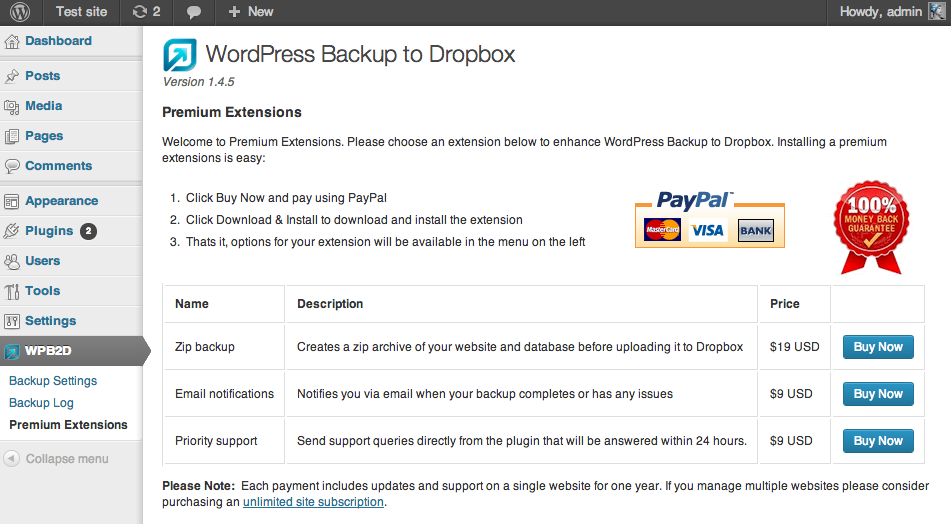 Test site 2 New Howdy, admin
Dashboard
Posts
Media
Pages
Comments
Appearance
Plugins 2
Users
Tools
Settings
WPB2D
Backup Settings
Backup Log
Premium Extensions
Collapse menu
WordPress Backup to Dropbox
Version 1.4.5
Premium Extensions
Welcome to Premium Extensions. Please choose an extension below to enhance WordPress Backup to Dropbox. Installing a premium
extensions is easy:
1. Click Buy Now and pay using PayPal
2. Click Download & Install to download and install the extension
3. Thats it, options for your extension will be available in the menu on the left
PayPal™
MasterCard VISA BANK
100%
MONEY BACK
GUARANTEE
Name Description Price
Zip backup Creates a zip archive of your website and database before uploading it to Dropbox $19 USD Buy Now
Email notifications Notifies you via email when your backup completes or has any issues $9 USD Buy Now
Priority support Send support queries directly from the plugin that will be answered within 24 hours. $9 USD Buy Now
Please Note: Each payment includes updates and support on a single website for one year. If you manage multiple websites please consider
purchasing an unlimited site subscription.